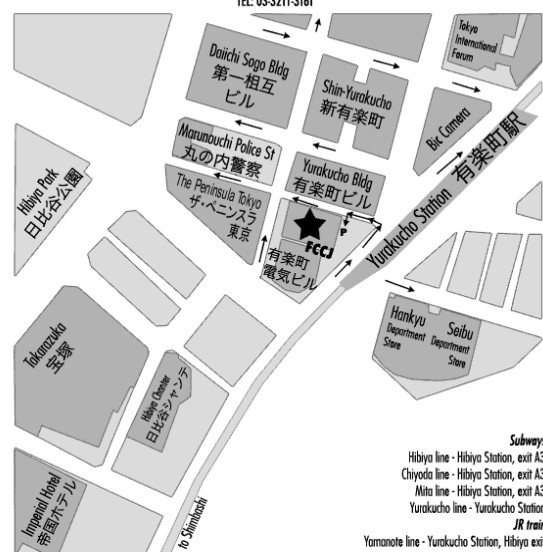 TEL: 03-3211-3161
Tokyo
International
Forum
Daiichi Sogo Bldg
第一相互
ビル
Shin-Yurakucho
新有楽町
Bic Camera
Marunouchi Police St
丸の内警察
Yurakucho Bldg
有楽町ビル
Yurakucho Station 有楽町駅
Hibiya Park
日比谷公園
The Peninsula Tokyo
ザ・ペニンスラ
東京
P
FCCJ
有楽町
電気ビル
Hankyu
Department
Store
Seibu
Department
Store
Takarazuka
宝塚
Hibiya Chanter
日比谷シャンテ
Imperial Hotel
帝国ホテル
to Shimbashi
Subway
Hibiya line - Hibiya Station, exit A3
Chiyoda line - Hibiya Station, exit A3
Mita line - Hibiya Station, exit A3
Yurakucho line - Yurakucho Station
JR train
Yamanote line - Yurakucho Station, Hibiya exi